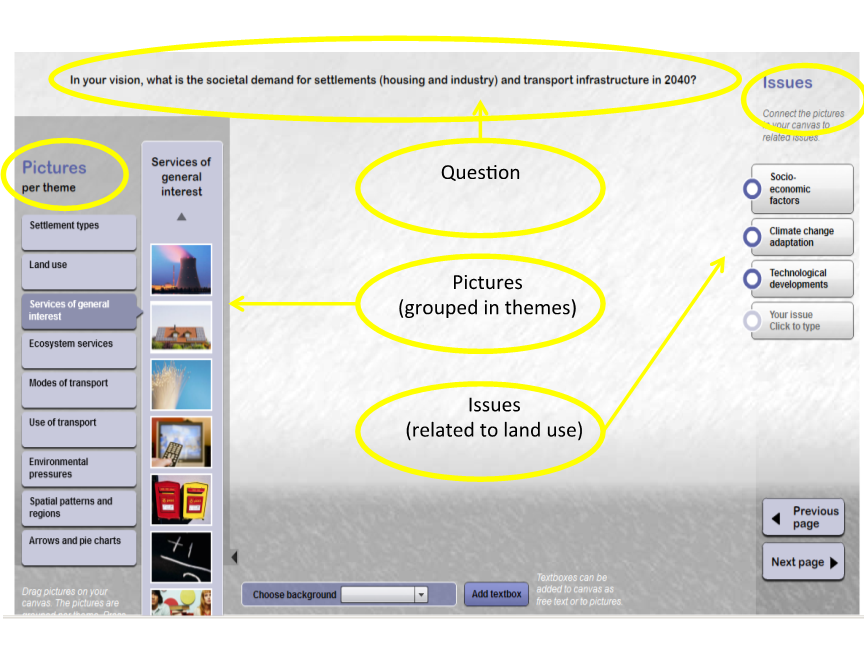 In your vision, what is the societal demand for settlements (housing and industry) and transport infrastructure in 2040?
Issues
Connect the pictures
your canvas to
related issues.
Pictures
per theme
Services of
general
interest
Settlement types
Land use
Services of general
interest
Ecosystem services
Modes of transport
Use of transport
Environmental
pressures
Spatial patterns and
regions
Arrows and pie charts
Drag pictures on your
canvas. The pictures are
Question
Pictures
(grouped in themes)
Issues
(related to land use)
Socio-
economic
factors
Climate change
adaptation
Technological
developments
Your issue
Click to type
Previous
page
Next page
Choose background
Add textbox
Textboxes can be
added to canvas as
free text or to pictures.
+1